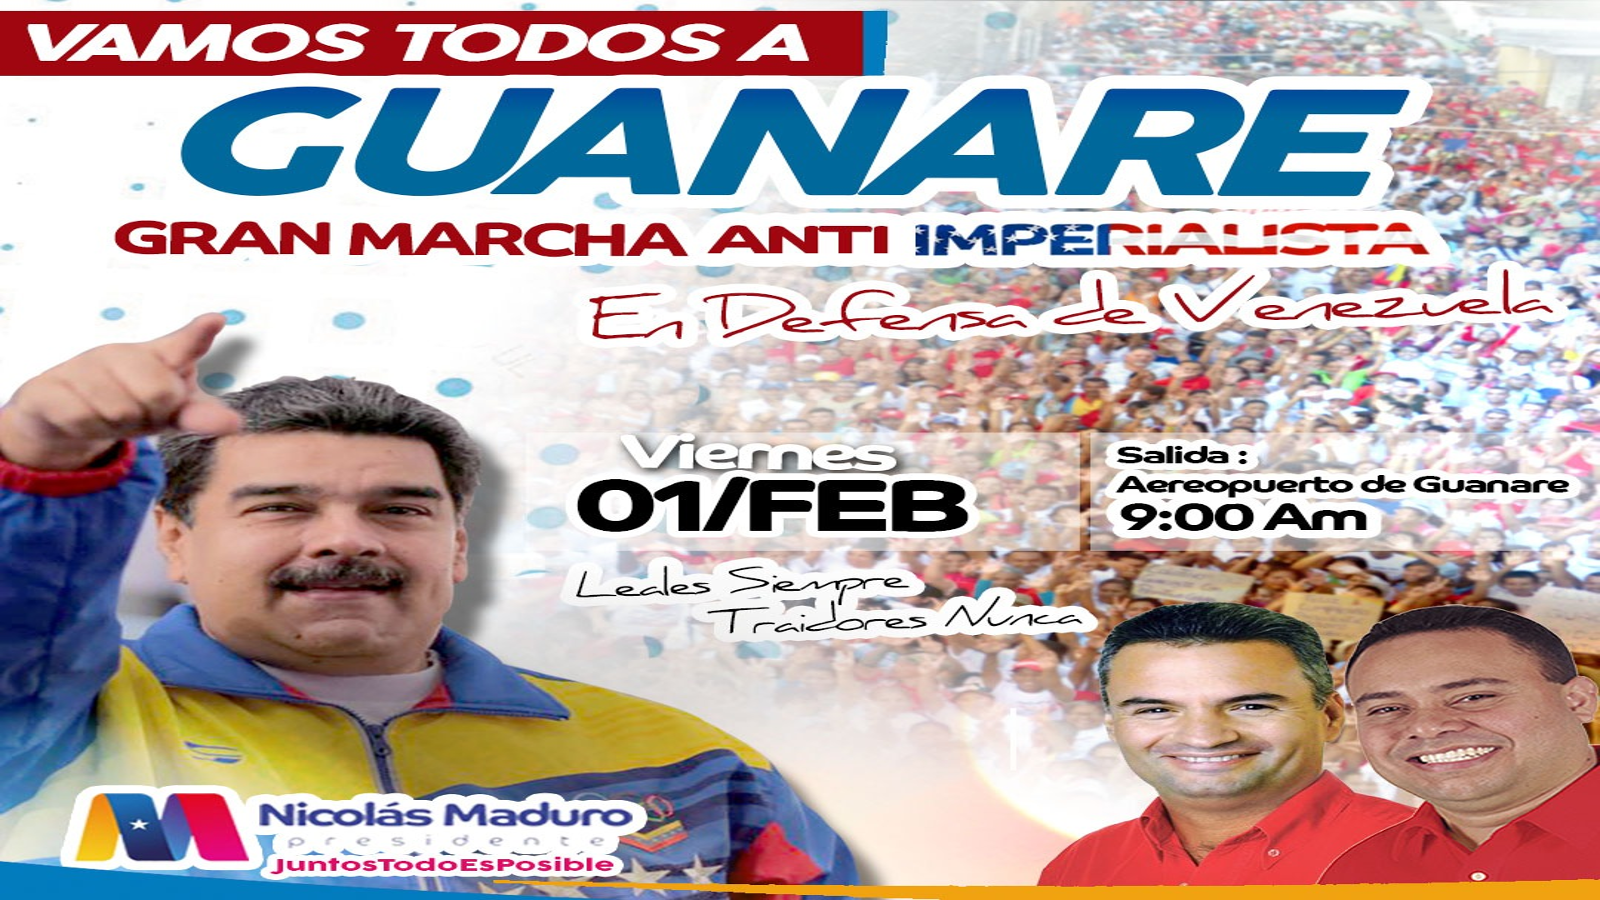 VAMOS TODOS A
GUANARE
GRAN MARCHA ANTI IMPERIALISTA
En Defensa de Venezuela
Viernes
01/FEB
Salida :
Aereopuerto de Guanare
9:00 Am
Leales Siempre
Traidores Nunca
Nicolás Maduro
presidente
JuntosTodoEsPosible